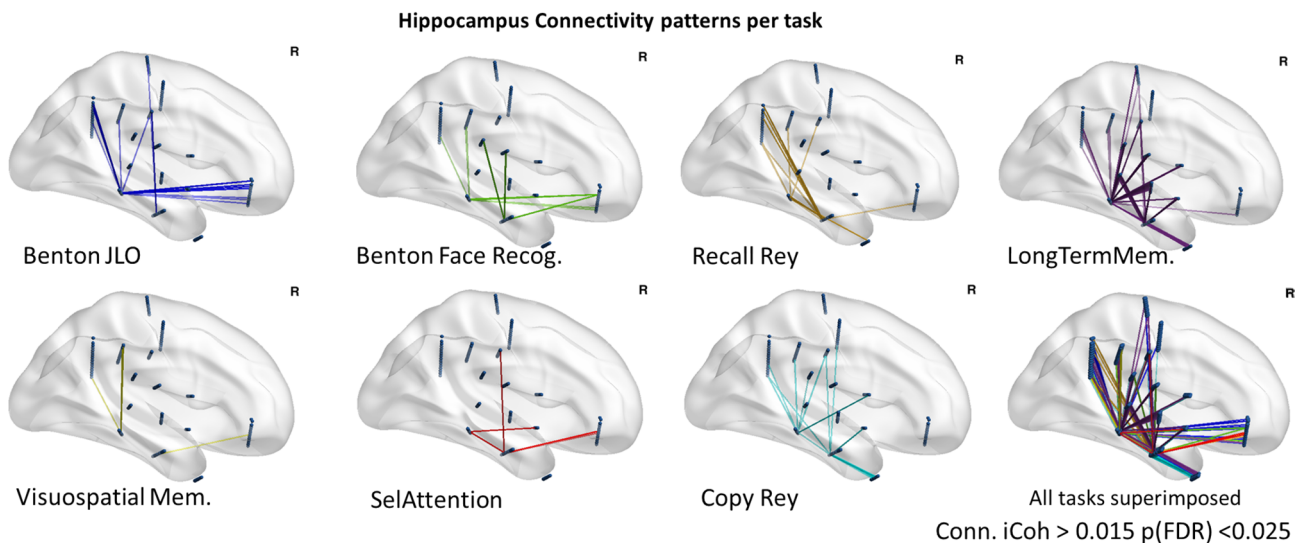 Hippocampus Connectivity patterns per task
R
R
R
R
Benton JLO
Benton Face Recog.
Recall Rey
LongTermMem.
R
R
R
R
Visuospatial Mem.
SelAttention
Copy Rey
All tasks superimposed
Conn. iCoh > 0.015 p(FDR) <0.025